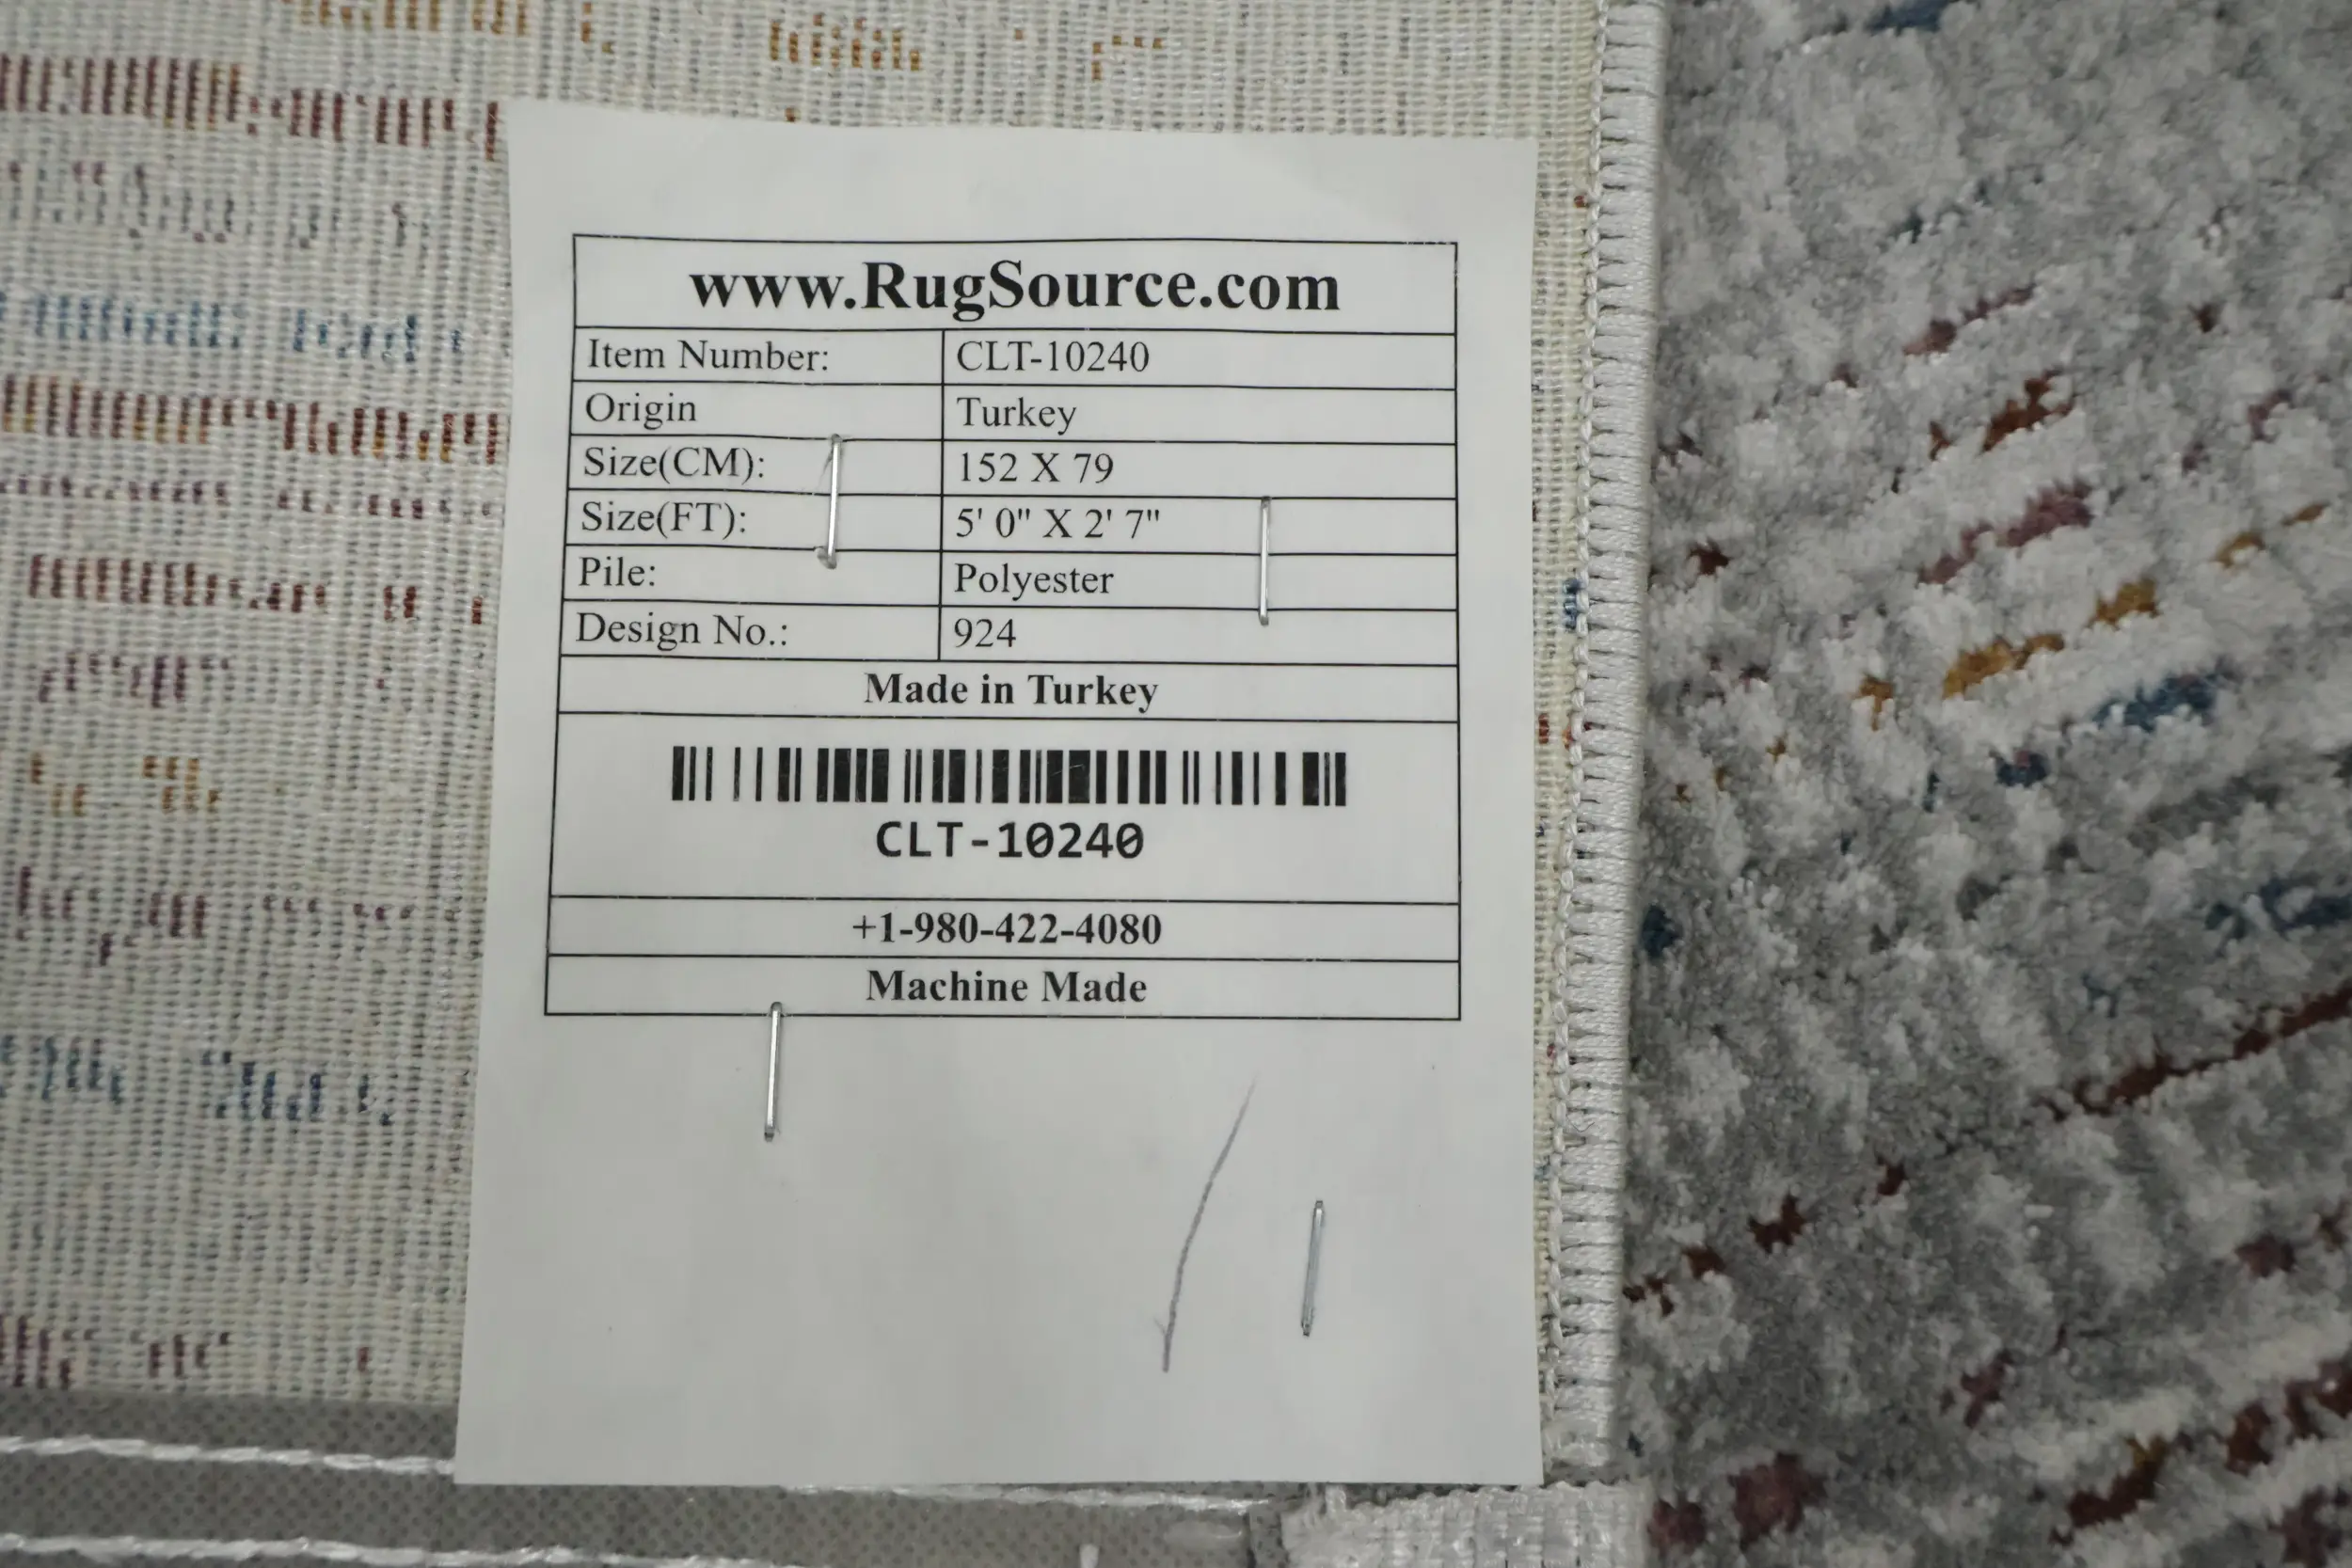 www.RugSource.com
Item Number: CLT-10240
Origin Turkey
Size(CM): 152 X 79
Size(FT): 5' 0" X 2' 7"
Pile: Polyester
Design No.: 924
Made in Turkey
CLT-10240
+1-980-422-4080
Machine Made